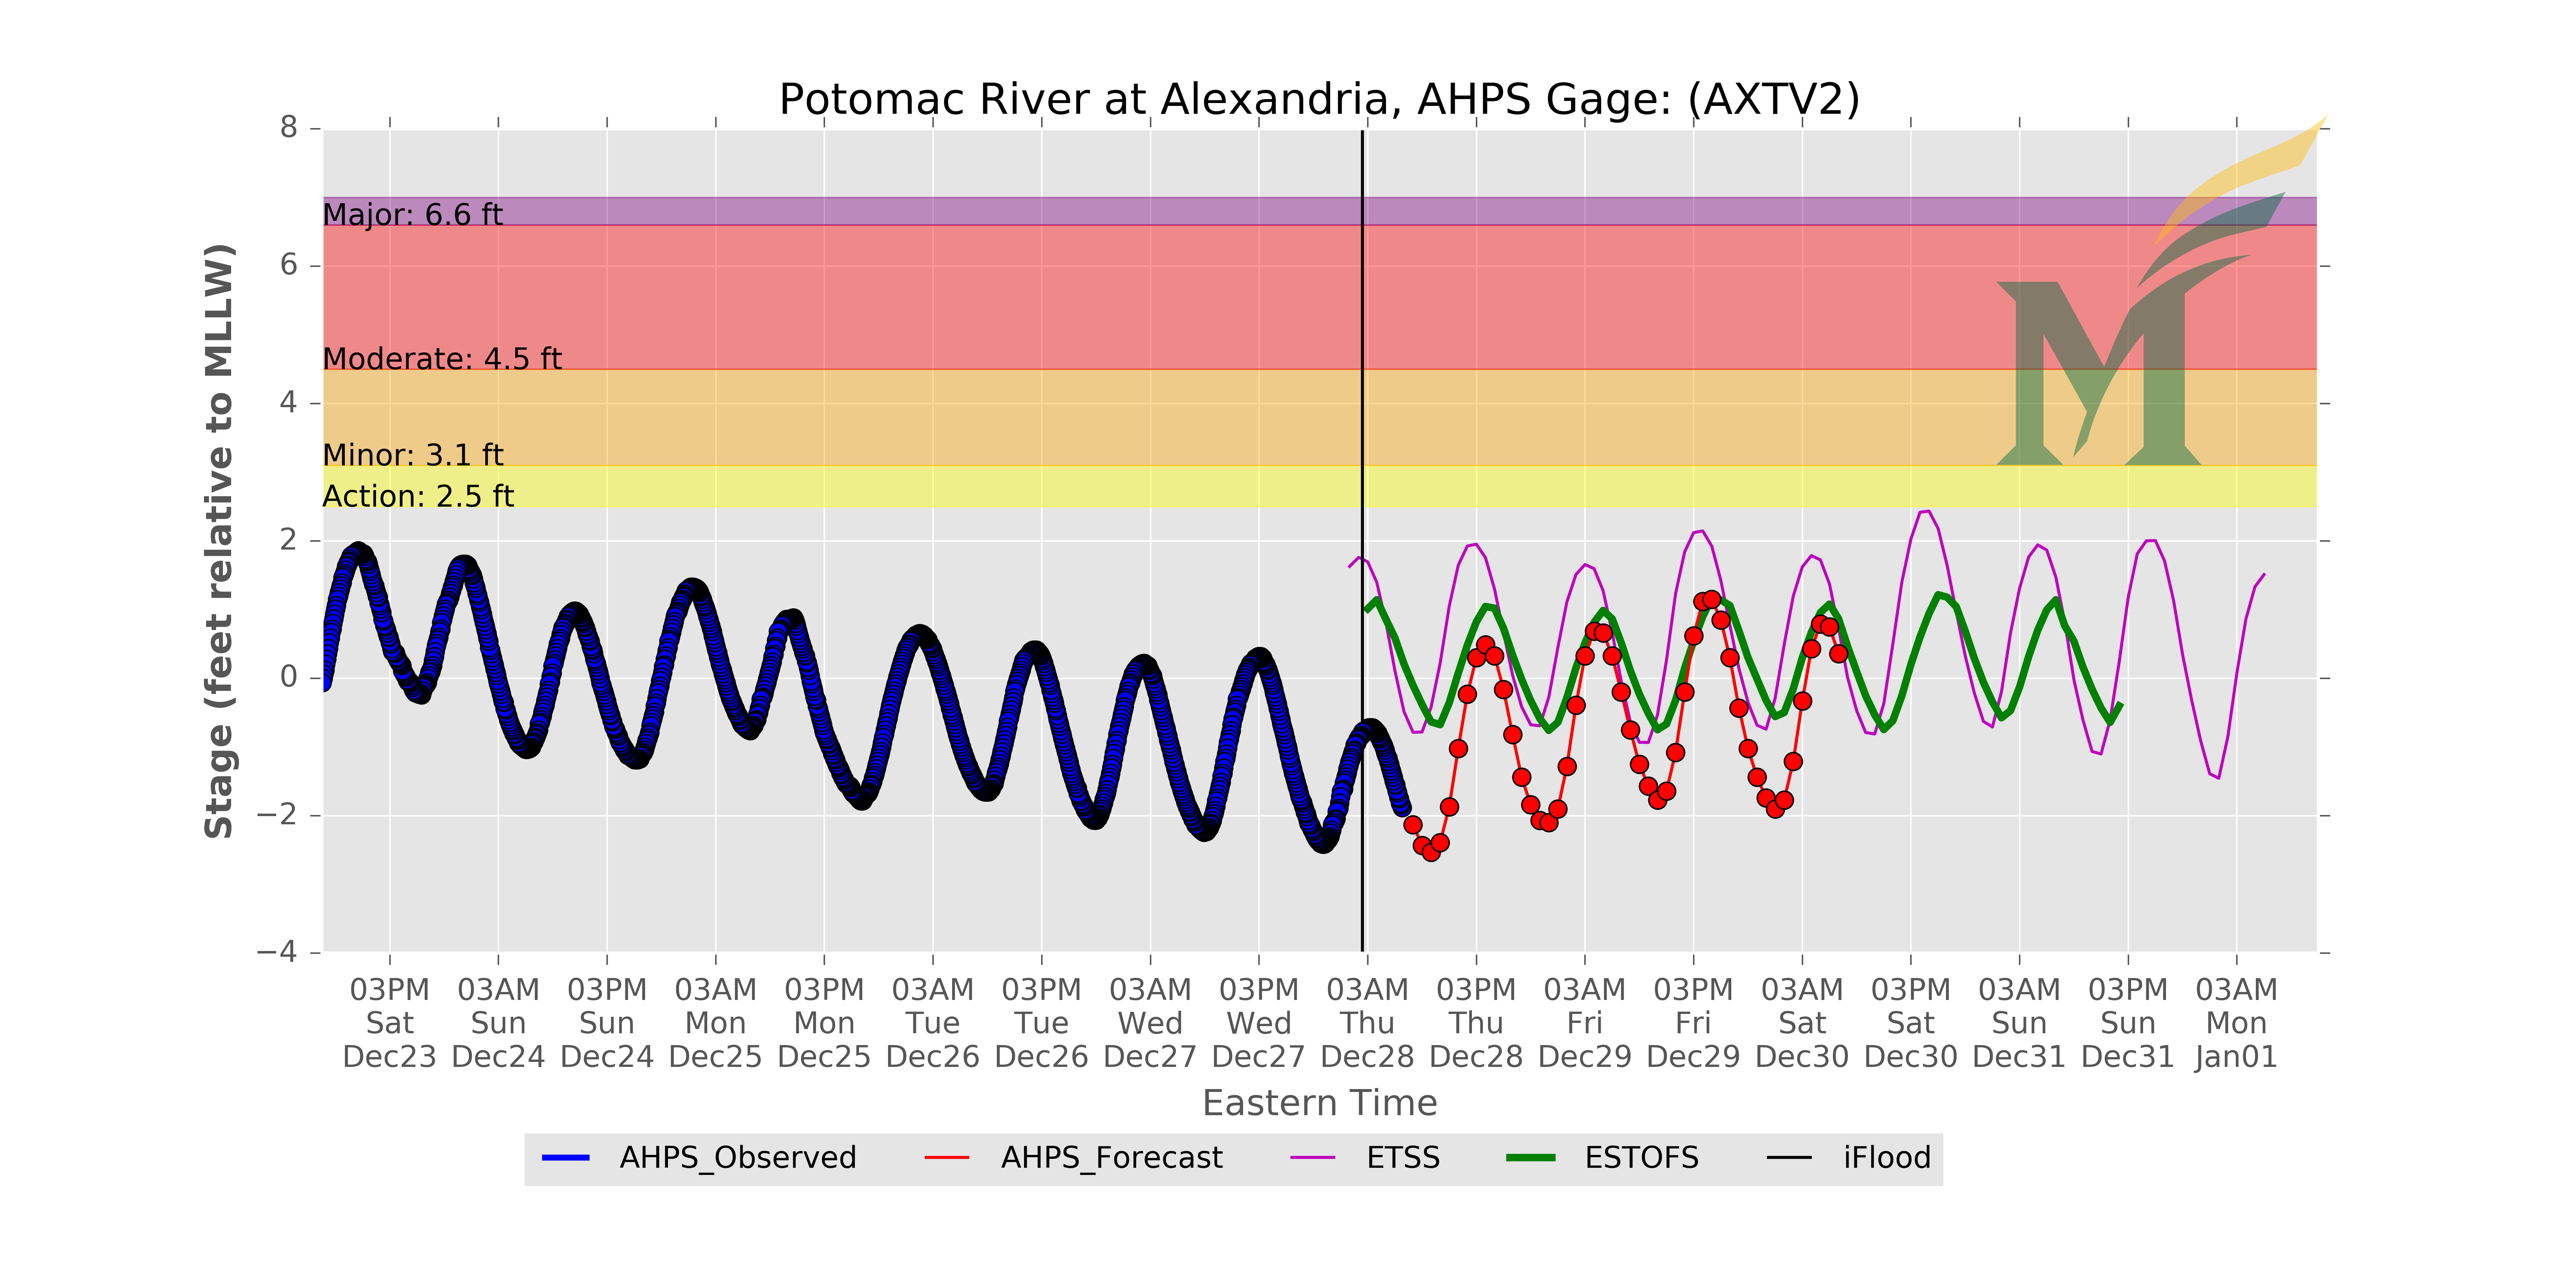 Potomac River at Alexandria, AHPS Gage: (AXTV2)
Stage (feet relative to MLLW)
8
6
4
2
0
−2
−4
Major: 6.6 ft
Moderate: 4.5 ft
Minor: 3.1 ft
Action: 2.5 ft
M
03PM Sat Dec23
03AM Sun Dec24
03PM Sun Dec24
03AM Mon Dec25
03PM Mon Dec25
03AM Tue Dec26
03PM Tue Dec26
03AM Wed Dec27
03PM Wed Dec27
03AM Thu Dec28
03PM Thu Dec28
03AM Fri Dec29
03PM Fri Dec29
03AM Sat Dec30
03PM Sat Dec30
03AM Sun Dec31
03PM Sun Dec31
03AM Mon Jan01
Eastern Time
AHPS_Observed AHPS_Forecast ETSS ESTOFS iFlood